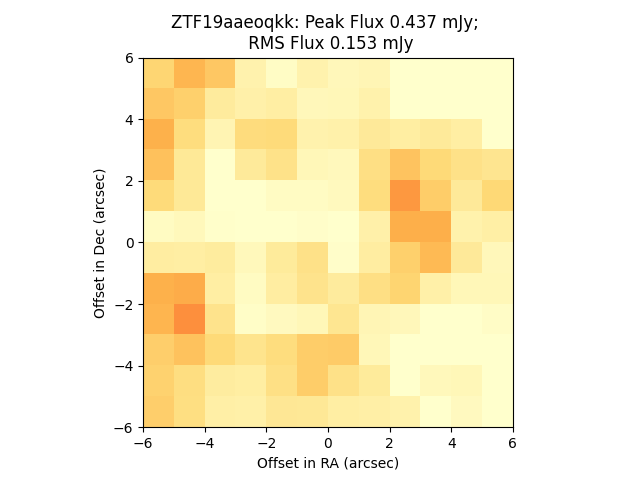 ZTF19aaeoqkk: Peak Flux 0.437 mJy;
RMS Flux 0.153 mJy
6
4
2
0
−2
−4
−6
Offset in Dec (arcsec)
−6 −4 −2 0 2 4 6
Offset in RA (arcsec)